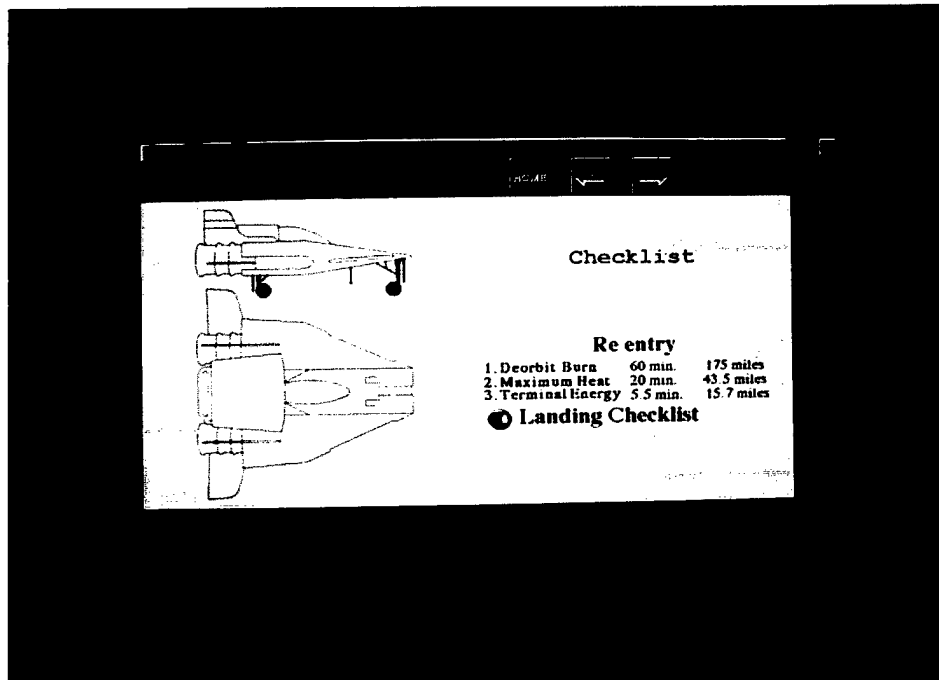 HOME
Checklist
Re entry
1. Deorbit Burn 60 min. 175 miles
2. Maximum Heat 20 min. 43.5 miles
3. Terminal Energy 5.5 min. 15.7 miles
Landing Checklist